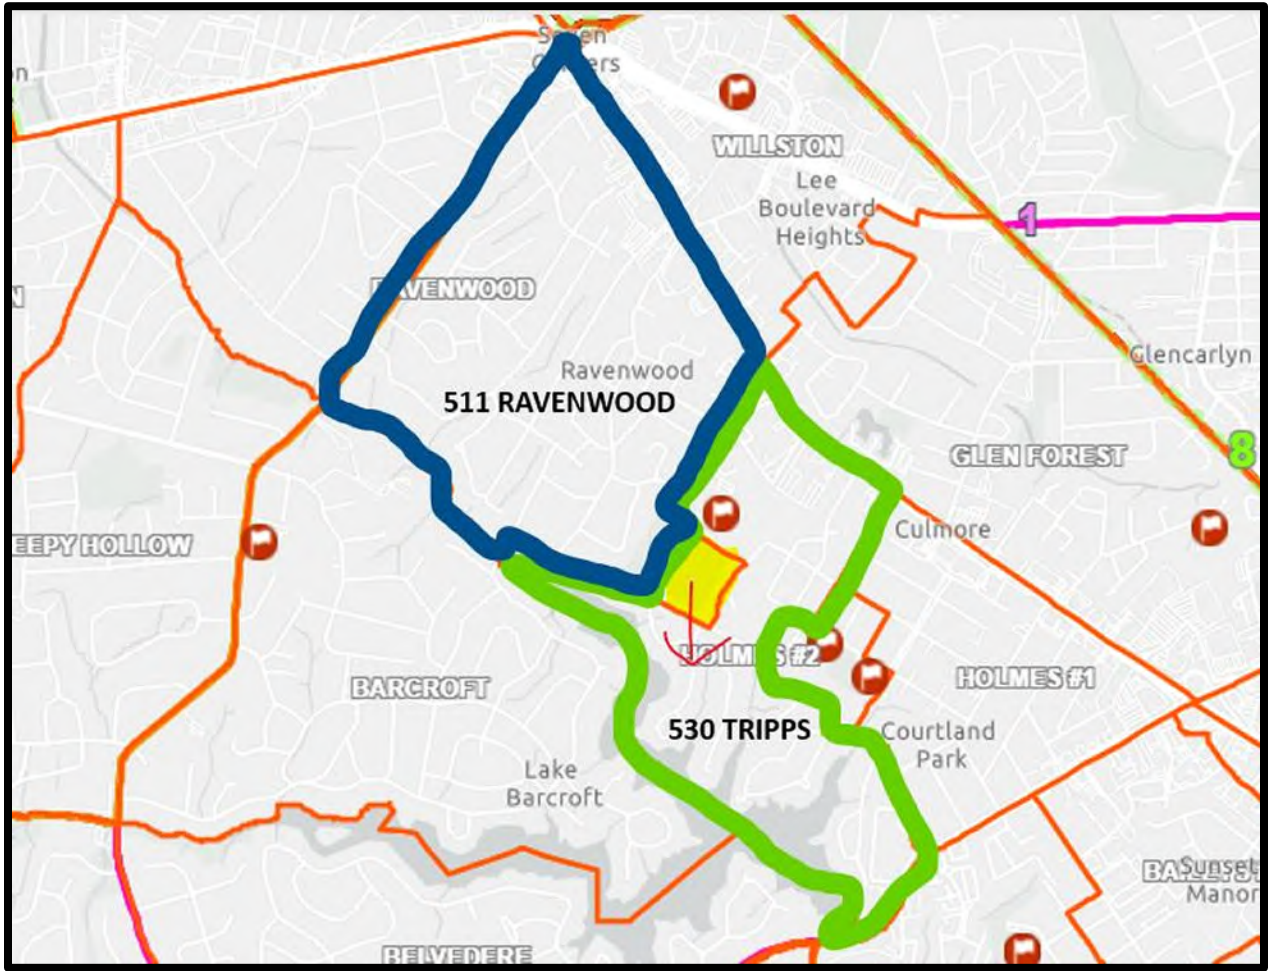 Seven
WILLSTON
Lee
Boulevard
Heights
1
RAVENWOOD
Ravenwood
Glencarlyn
511 RAVENWOOD
GLEN FOREST
8
Culmore
EEPY HOLLOW
HOLMES #2
HOLMES #1
BARCROFT
530 TRIPPS
Courtland
Park
Lake
Barcroft
Sunset
Manor
BELVEDERE